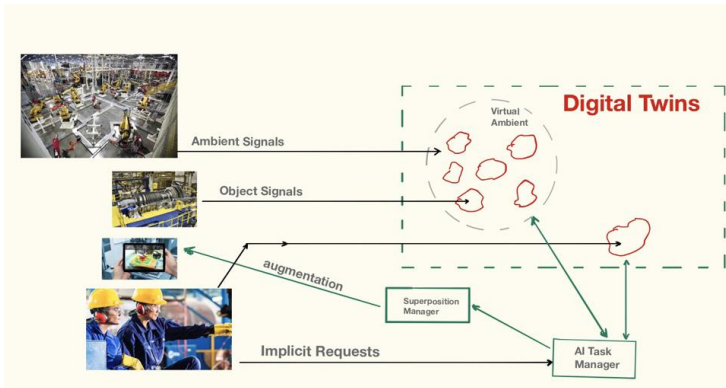 Digital Twins
Virtual
Ambient
Ambient Signals
Object Signals
augmentation
Superposition
Manager
Implicit Requests
AI Task
Manager